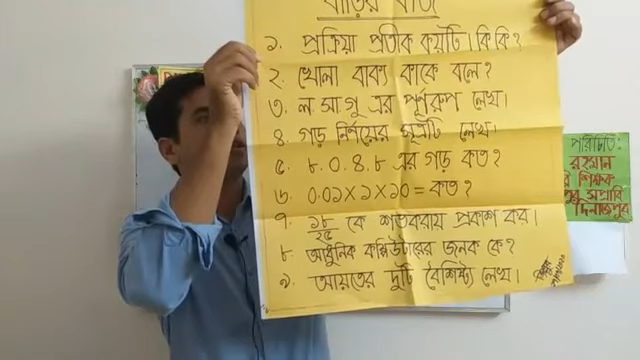 বাড়ির কাজ
১. প্রক্রিয়া প্রতীক কয়টি। কি কি?
২. খোলা বাক্য কাকে বলে?
৩. ল সা গু এর পূর্ণরূপ লেখ।
৪. গড় নির্ণয়ের সূত্রটি লেখ।
৫. ৮.০.৪.৮ এর গড় কত?
৬. ০.০১×১×১০ = কত?
৭. ১৮/২৫ কে শতকরায় প্রকাশ কর।
৮. আধুনিক কম্পিউটারের জনক কে?
৯. আয়তের দুটি বৈশিষ্ট্য লেখ।
পরিচিতি:
রহমান
শিক্ষক
সপ্রাবি
দিনাজপুর